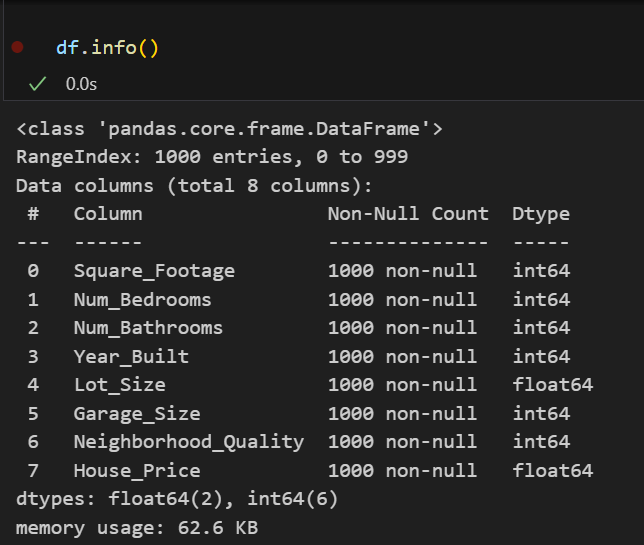 df.info()
0.0s
<class 'pandas.core.frame.DataFrame'>
RangeIndex: 1000 entries, 0 to 999
Data columns (total 8 columns):
 #   Column                Non-Null Count  Dtype
---  ------                --------------  -----
 0   Square_Footage        1000 non-null   int64
 1   Num_Bedrooms          1000 non-null   int64
 2   Num_Bathrooms         1000 non-null   int64
 3   Year_Built            1000 non-null   int64
 4   Lot_Size              1000 non-null   float64
 5   Garage_Size           1000 non-null   int64
 6   Neighborhood_Quality  1000 non-null   int64
 7   House_Price           1000 non-null   float64
dtypes: float64(2), int64(6)
memory usage: 62.6 KB